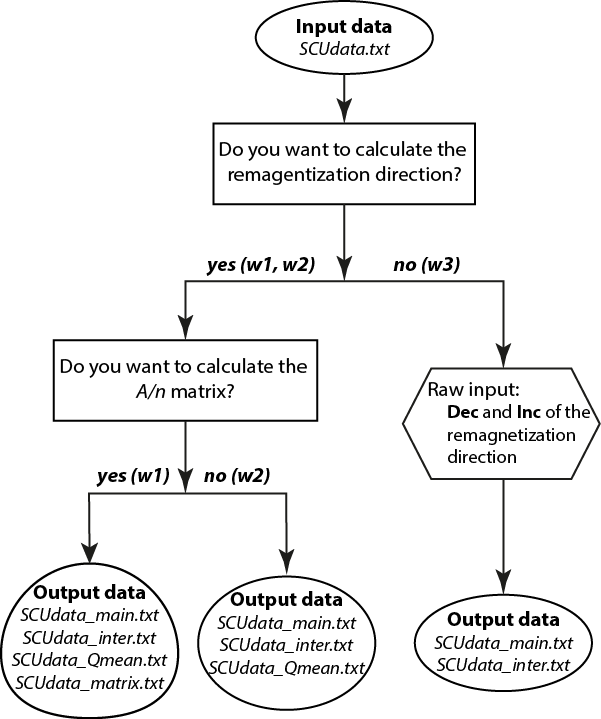 Input data
SCUdata.txt
Do you want to calculate the
remagentization direction?
yes (w1, w2)
no (w3)
Do you want to calculate the
A/n matrix?
Raw input:
Dec and Inc of the
remagnetization
direction
yes (w1)
no (w2)
Output data
SCUdata_main.txt
SCUdata_inter.txt
SCUdata_Qmean.txt
SCUdata_matrix.txt
Output data
SCUdata_main.txt
SCUdata_inter.txt
SCUdata_Qmean.txt
Output data
SCUdata_main.txt
SCUdata_inter.txt